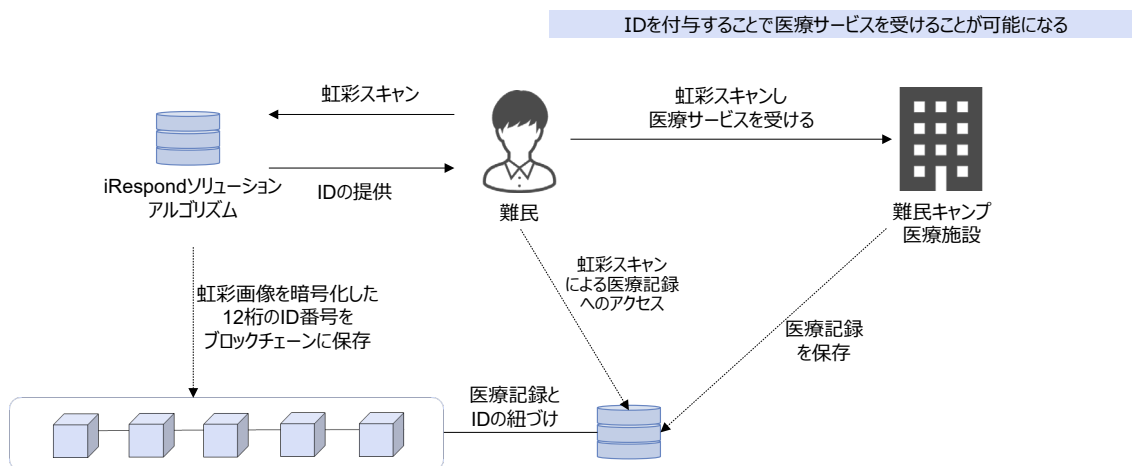 IDを付与することで医療サービスを受けることが可能になる
虹彩スキャン
虹彩スキャンし
医療サービスを受ける
iRespondソリューション
アルゴリズム
IDの提供
難民
難民キャンプ
医療施設
虹彩スキャン
による医療記録
へのアクセス
虹彩画像を暗号化した
12桁のID番号を
ブロックチェーンに保存
医療記録
を保存
医療記録と
IDの紐づけ